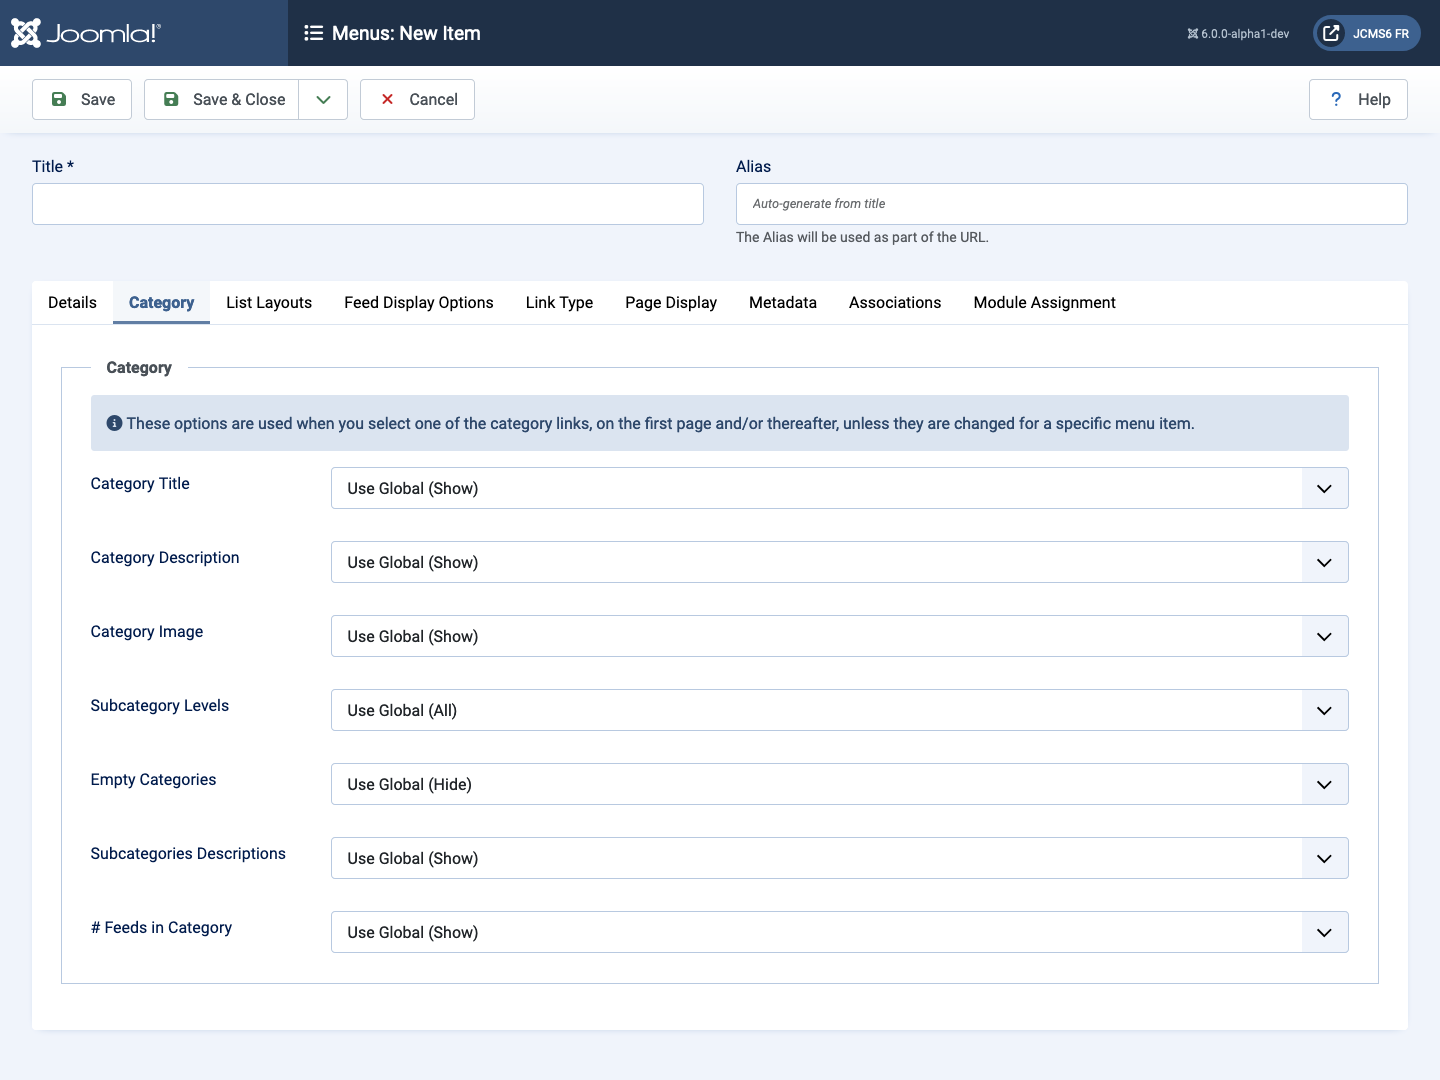 Joomla!®
Menus: New Item
6.0.0-alpha1-dev
JCMS6 FR
Save
Save & Close
Cancel
? Help
Title *
Alias
Auto-generate from title
The Alias will be used as part of the URL.
Details Category List Layouts Feed Display Options Link Type Page Display Metadata Associations Module Assignment
Category
These options are used when you select one of the category links, on the first page and/or thereafter, unless they are changed for a specific menu item.
Category Title
Use Global (Show)
Category Description
Use Global (Show)
Category Image
Use Global (Show)
Subcategory Levels
Use Global (All)
Empty Categories
Use Global (Hide)
Subcategories Descriptions
Use Global (Show)
# Feeds in Category
Use Global (Show)